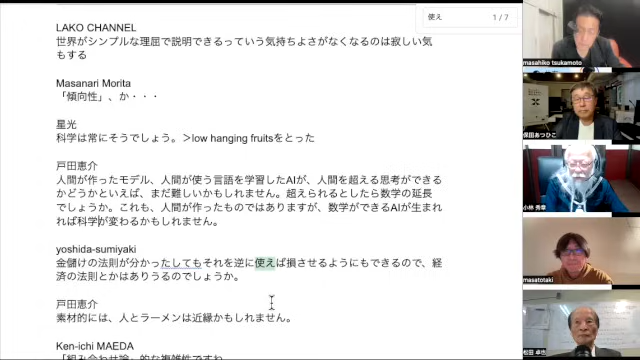 使え
1 / 7
LAKO CHANNEL
世界がシンプルな理屈で説明できるっていう気持ちよさがなくなるのは寂しい気
もする
Masanari Morita
「傾向性」、か・・・
星光
科学は常にそうでしょう。＞low hanging fruitsをとった
戸田恵介
人間が作ったモデル、人間が使う言語を学習したAIが、人間を超える思考ができる
かどうかといえば、まだ難しいかもしれません。超えられるとしたら数学の延長
でしょうか。これも、人間が作ったものではありますが、数学ができるAIが生まれ
れば科学が変わるかもしれません。
yoshida-sumiyaki
金儲けの法則が分かったしてもそれを逆に使えば損させるようにもできるので、経
済の法則とかはありうるのでしょうか。
戸田恵介
素材的には、人とラーメンは近縁かもしれません。
Ken-ichi MAEDA
「組み合わせ論」的な複雑性ですね
masahiko tsukamoto
保田あつひこ
小林 秀章
masatotaki
松田 卓也